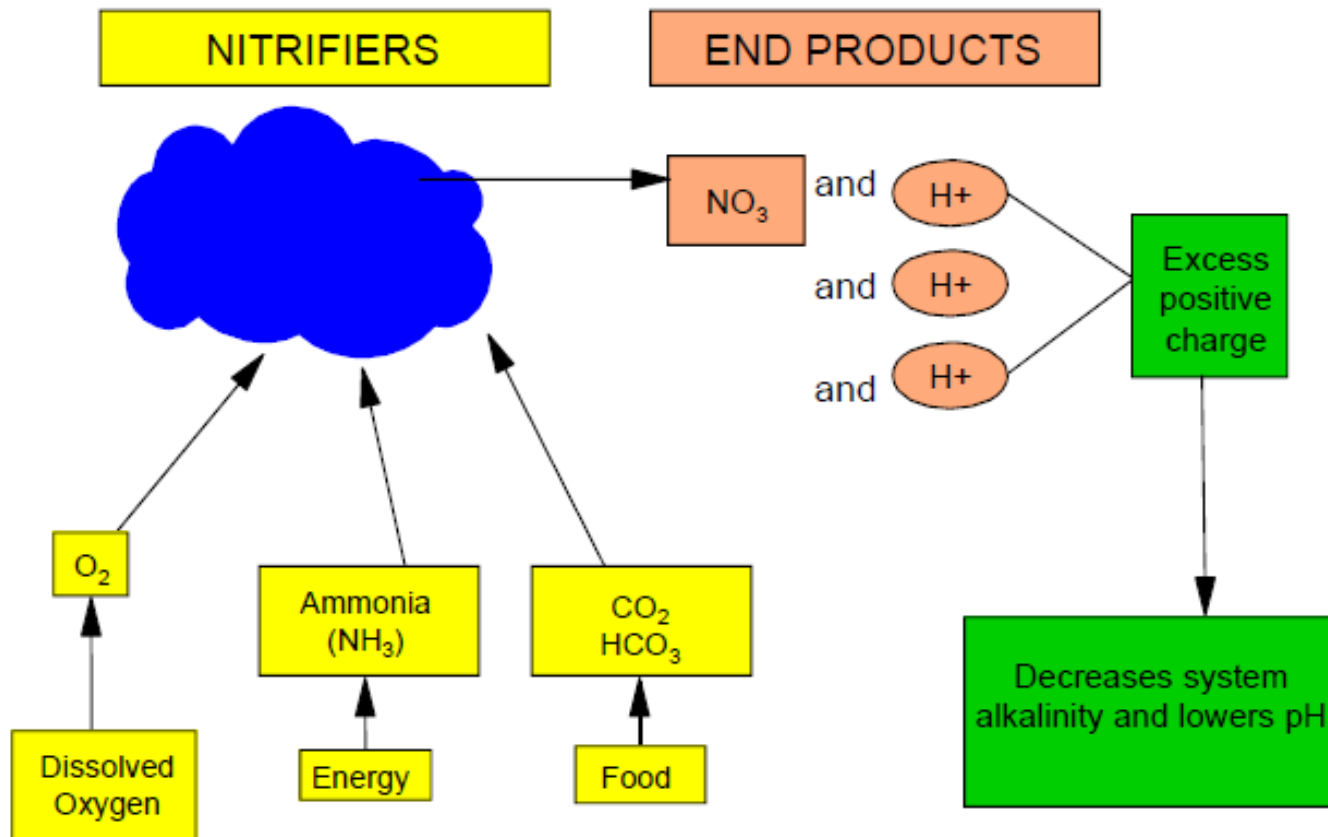 NITRIFIERS
END PRODUCTS
NO₃
and
H+
and
H+
and
H+
Excess
positive
charge
O₂
Ammonia
(NH₃)
CO₂
HCO₃
Decreases system
alkalinity and lowers pH
Dissolved
Oxygen
Energy
Food